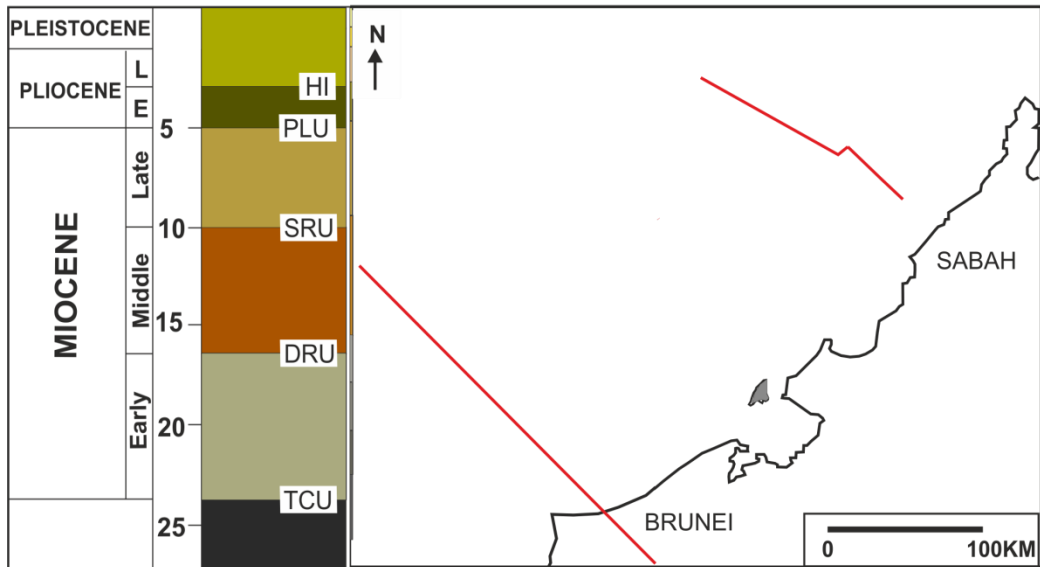 PLEISTOCENE
PLIOCENE
L
E
MIOCENE
Late
Middle
Early
5
10
15
20
25
HI
PLU
SRU
DRU
TCU
N
SABAH
BRUNEI
0 100KM